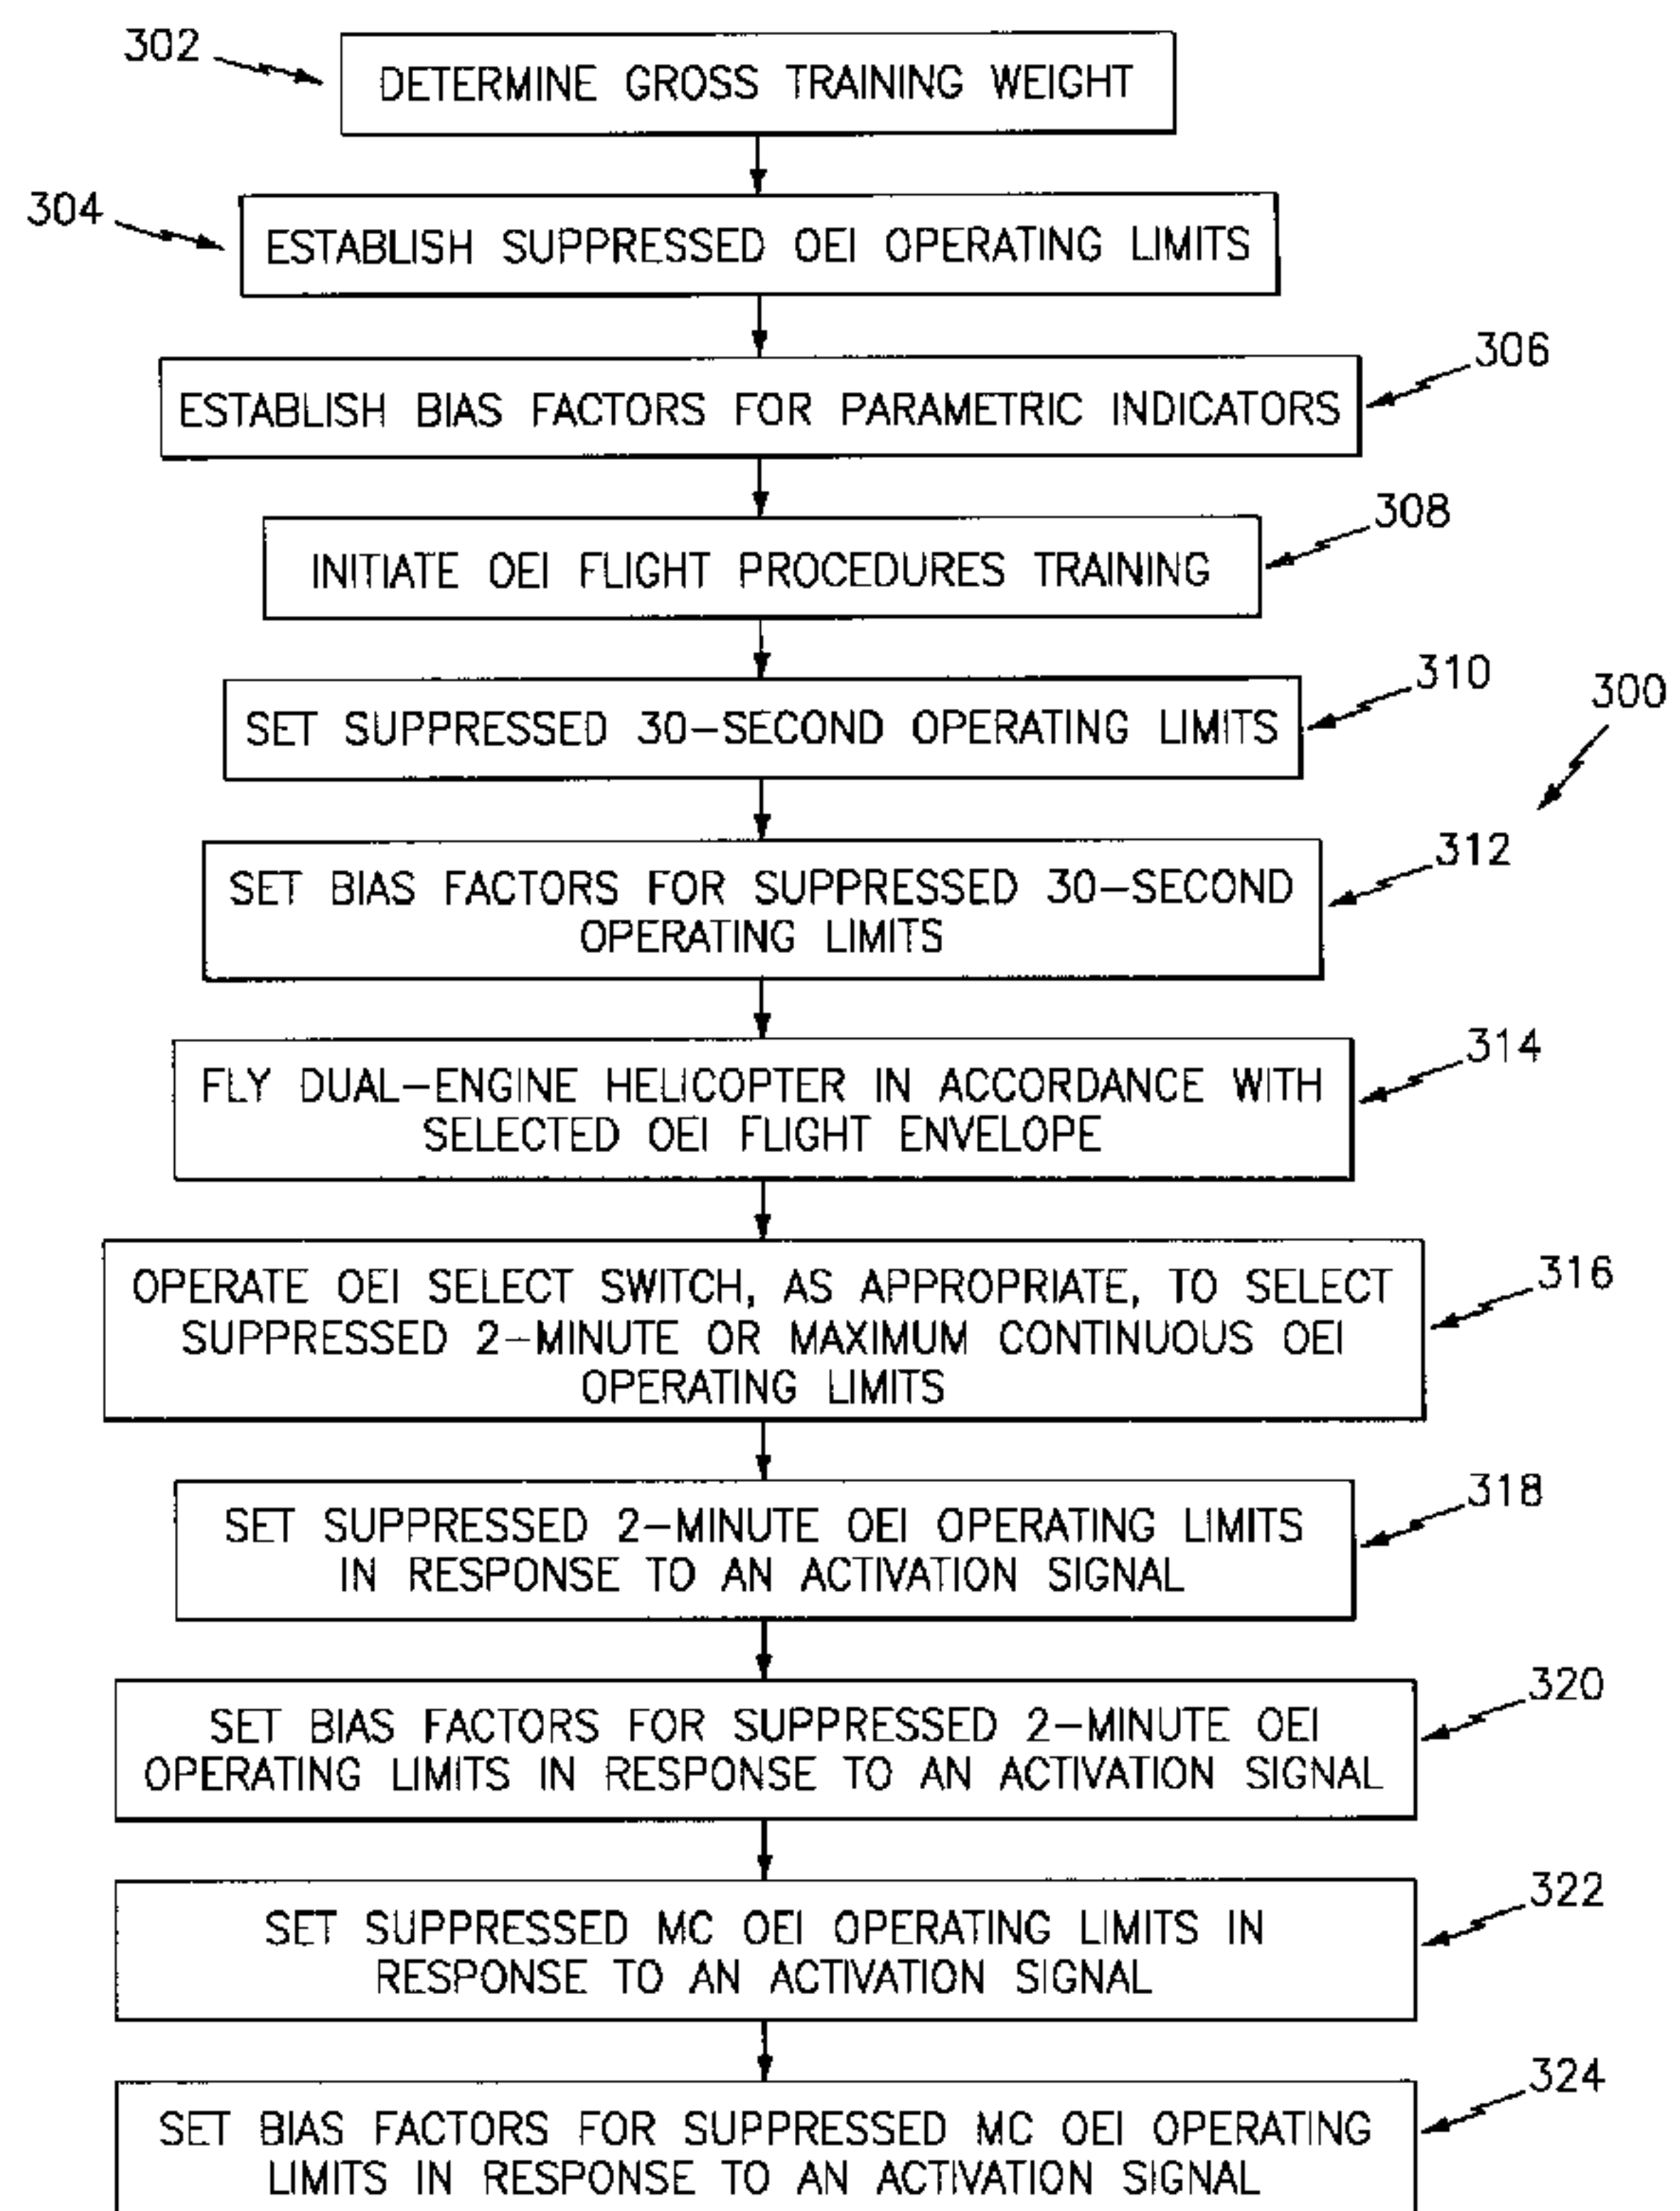 302
DETERMINE GROSS TRAINING WEIGHT
304
ESTABLISH SUPPRESSED OEI OPERATING LIMITS
306
ESTABLISH BIAS FACTORS FOR PARAMETRIC INDICATORS
308
INITIATE OEI FLIGHT PROCEDURES TRAINING
310
SET SUPPRESSED 30-SECOND OPERATING LIMITS
300
312
SET BIAS FACTORS FOR SUPPRESSED 30-SECOND
OPERATING LIMITS
314
FLY DUAL-ENGINE HELICOPTER IN ACCORDANCE WITH
SELECTED OEI FLIGHT ENVELOPE
316
OPERATE OEI SELECT SWITCH, AS APPROPRIATE, TO SELECT
SUPPRESSED 2-MINUTE OR MAXIMUM CONTINUOUS OEI
OPERATING LIMITS
318
SET SUPPRESSED 2-MINUTE OEI OPERATING LIMITS
IN RESPONSE TO AN ACTIVATION SIGNAL
320
SET BIAS FACTORS FOR SUPPRESSED 2-MINUTE OEI
OPERATING LIMITS IN RESPONSE TO AN ACTIVATION SIGNAL
322
SET SUPPRESSED MC OEI OPERATING LIMITS IN
RESPONSE TO AN ACTIVATION SIGNAL
324
SET BIAS FACTORS FOR SUPPRESSED MC OEI OPERATING
LIMITS IN RESPONSE TO AN ACTIVATION SIGNAL